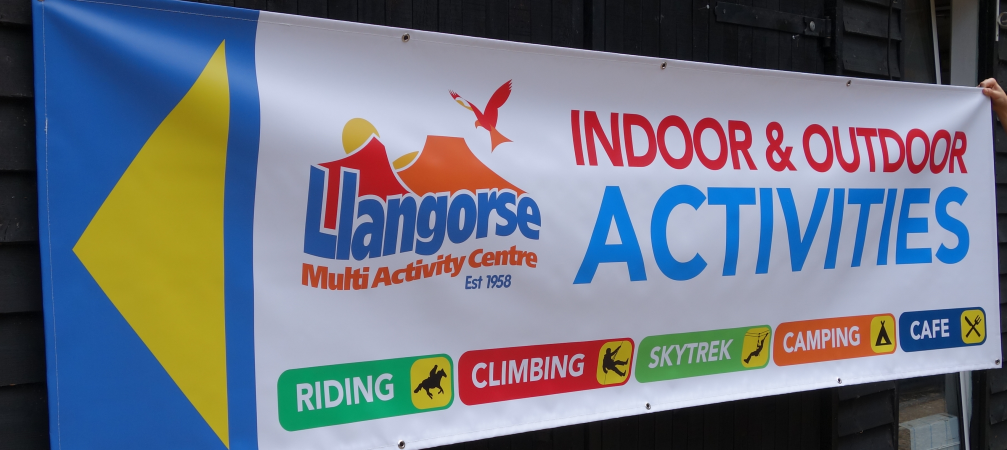 Llangorse
Multi Activity Centre
Est 1958
INDOOR & OUTDOOR
ACTIVITIES
RIDING
CLIMBING
SKYTREK
CAMPING
CAFE